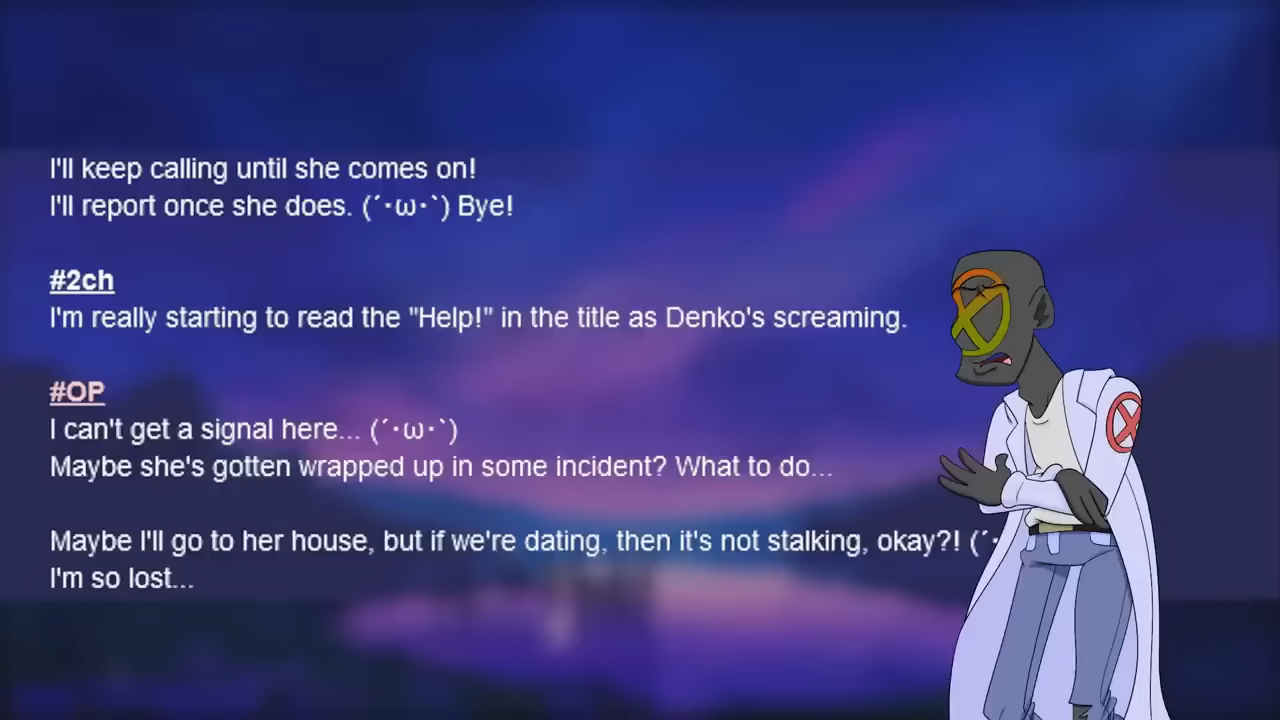 I'll keep calling until she comes on!
I'll report once she does. (´･ω･`) Bye!
#2ch
I'm really starting to read the "Help!" in the title as Denko's screaming.
#OP
I can't get a signal here... (´･ω･`)
Maybe she's gotten wrapped up in some incident? What to do...
Maybe I'll go to her house, but if we're dating, then it's not stalking, okay?! (´･
I'm so lost...